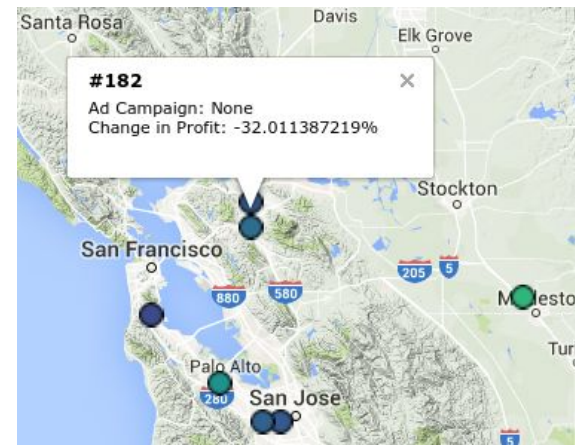 Santa Rosa
Davis
Elk Grove
#182
×
Ad Campaign: None
Change in Profit: -32.011387219%
Stockton
San Francisco
205
5
880
580
Palo Alto
280
San Jose
5